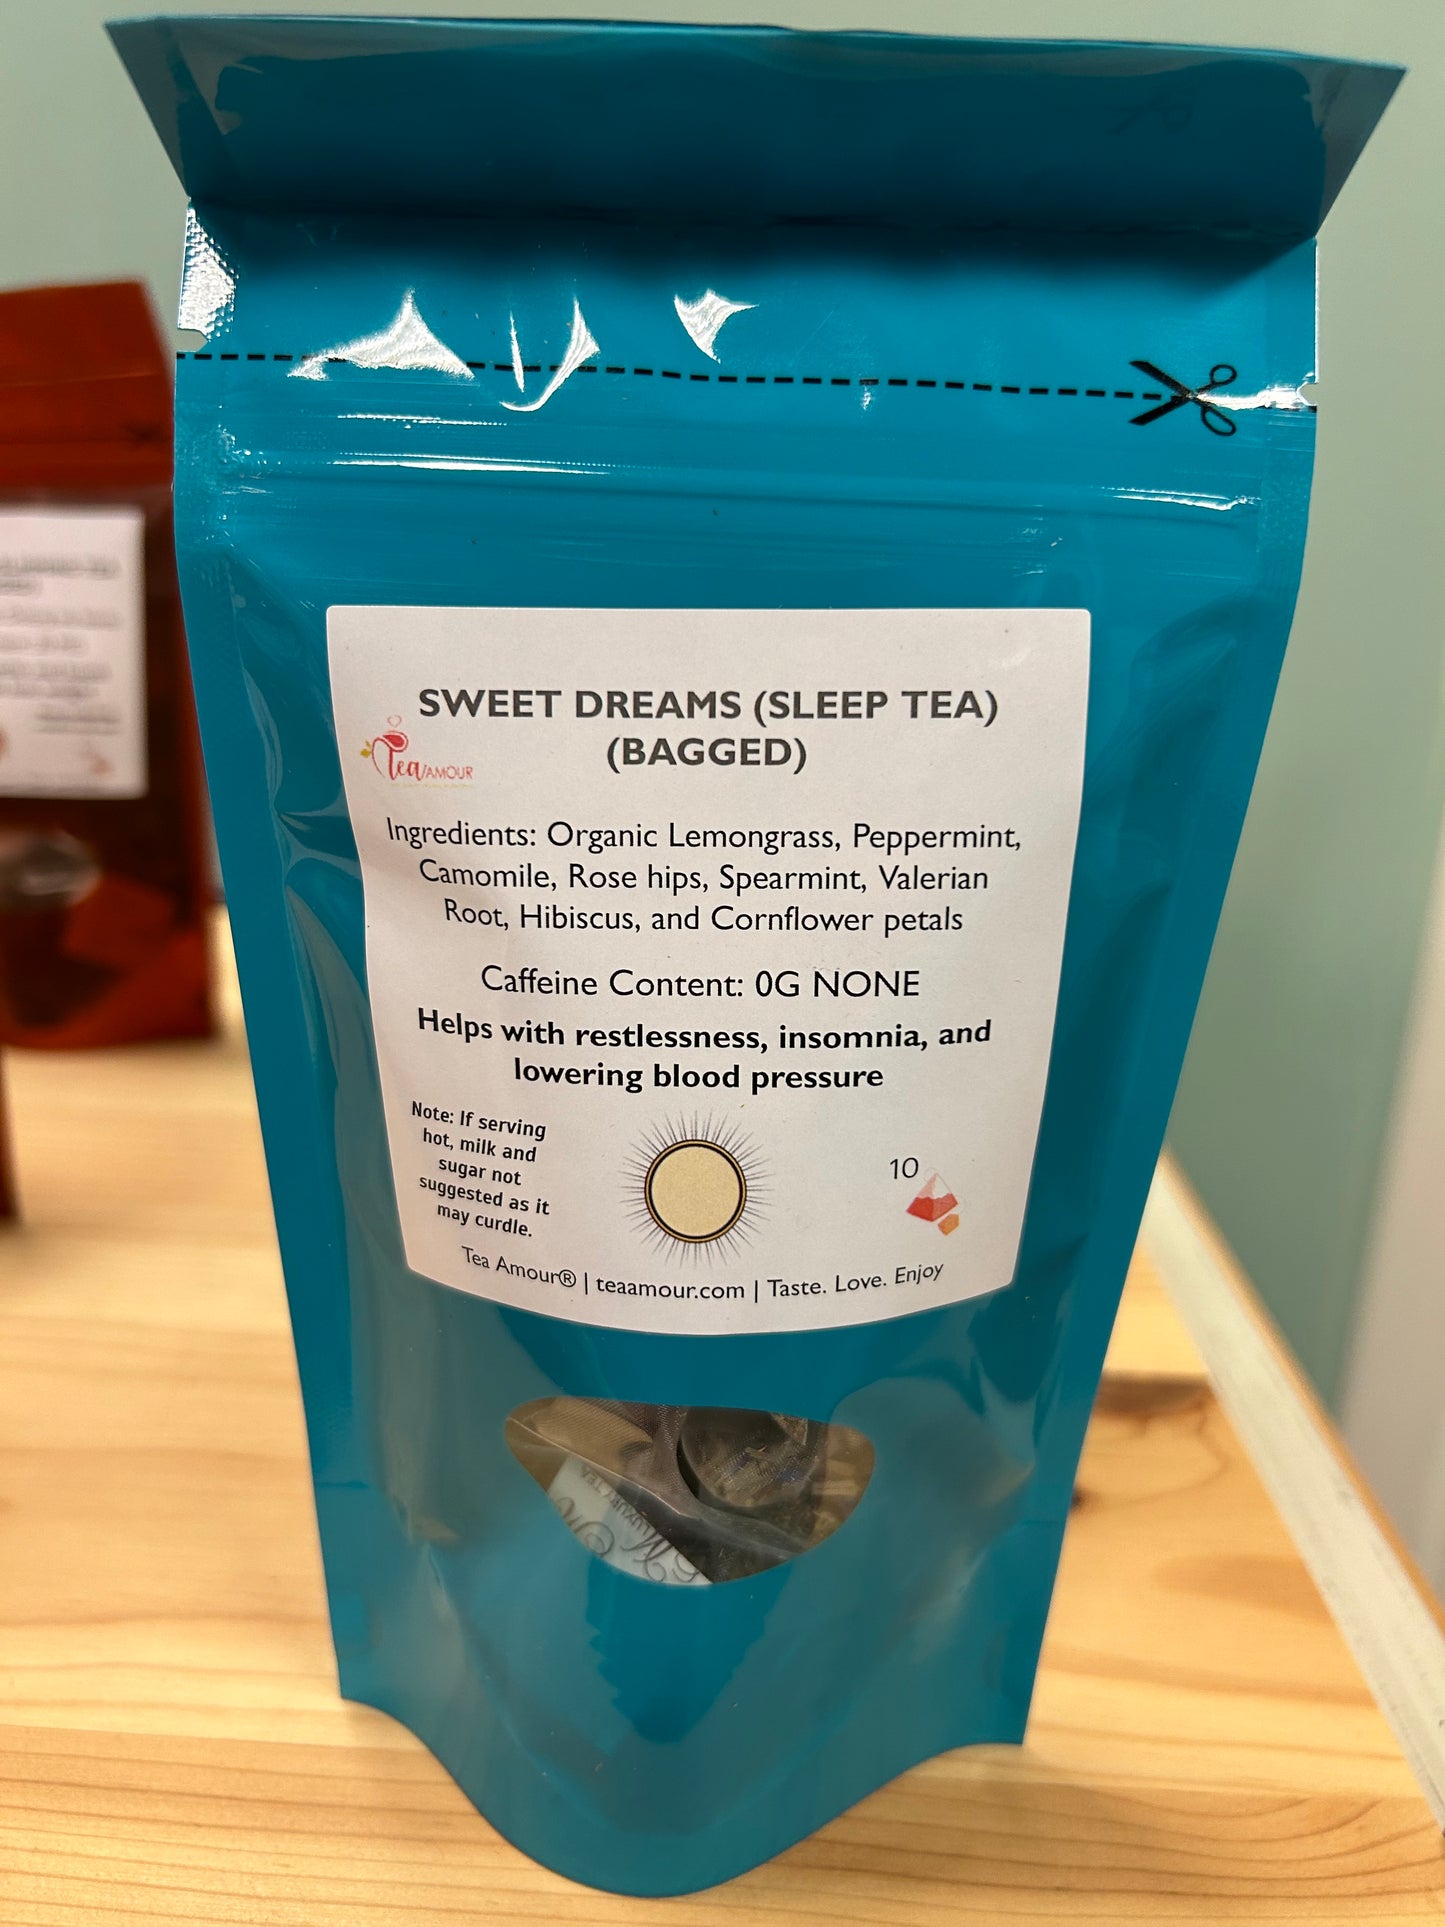 SWEET DREAMS (SLEEP TEA)
(BAGGED)
Tea AMOUR
Ingredients: Organic Lemongrass, Peppermint,
Camomile, Rose hips, Spearmint, Valerian
Root, Hibiscus, and Cornflower petals
Caffeine Content: 0G NONE
Helps with restlessness, insomnia, and
lowering blood pressure
Note: If serving
hot, milk and
sugar not
suggested as it
may curdle.
10
Tea Amour® | teaamour.com | Taste. Love. Enjoy